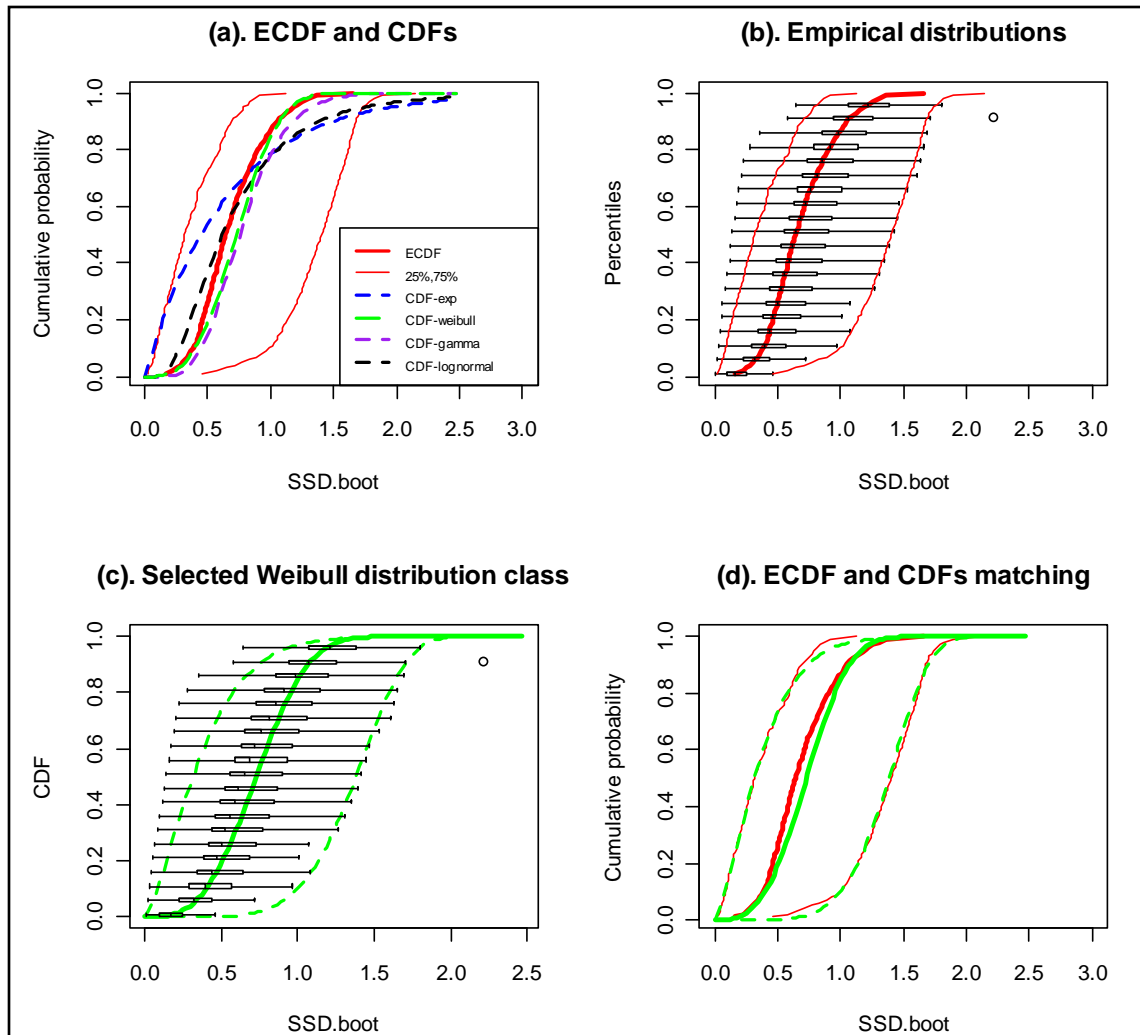 (a). ECDF and CDFs
Cumulative probability
1.0
0.8
0.6
0.4
0.2
0.0
ECDF
25%,75%
CDF-exp
CDF-weibull
CDF-gamma
CDF-lognormal
0.0 0.5 1.0 1.5 2.0 2.5 3.0
SSD.boot
(b). Empirical distributions
Percentiles
1.0
0.8
0.6
0.4
0.2
0.0
0.0 0.5 1.0 1.5 2.0 2.5 3.0
SSD.boot
(c). Selected Weibull distribution class
CDF
1.0
0.8
0.6
0.4
0.2
0.0
0.0 0.5 1.0 1.5 2.0 2.5
SSD.boot
(d). ECDF and CDFs matching
Cumulative probability
1.0
0.8
0.6
0.4
0.2
0.0
0.0 0.5 1.0 1.5 2.0 2.5 3.0
SSD.boot